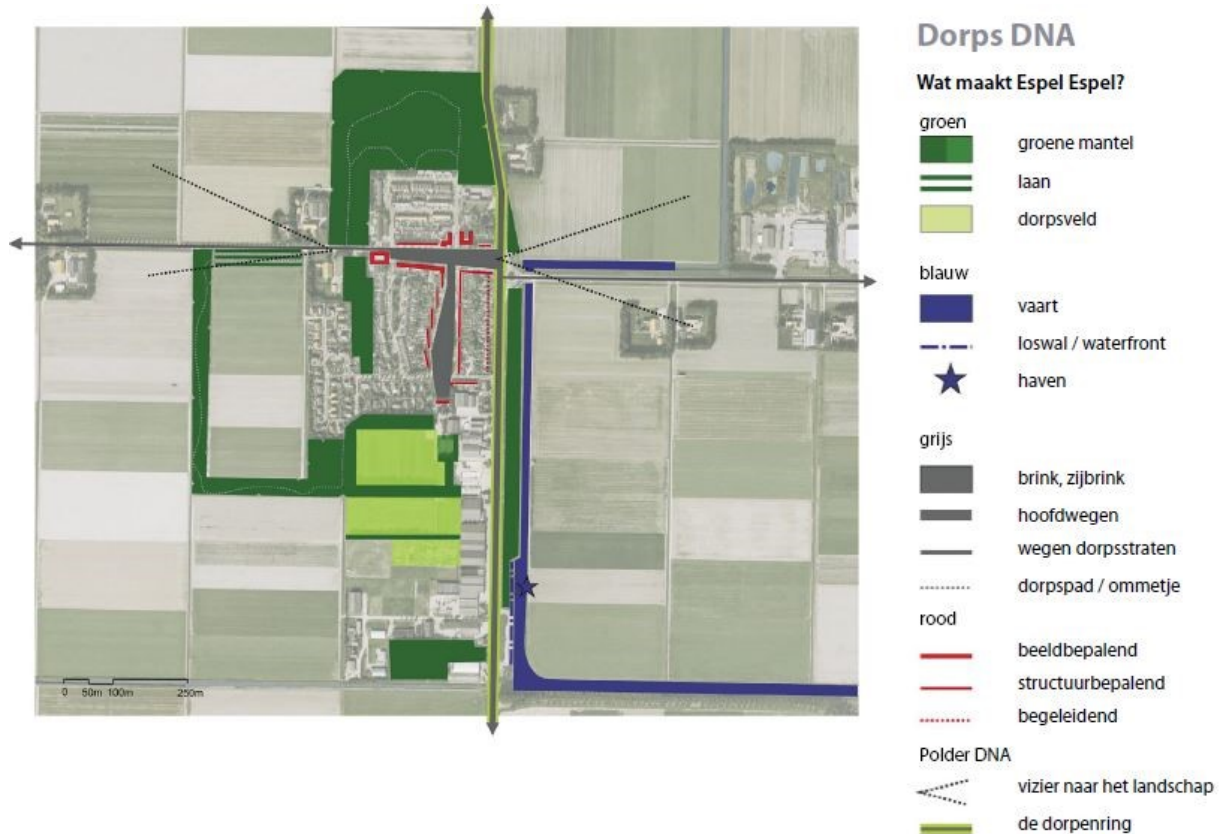 Dorps DNA
Wat maakt Espel Espel?
groen
groene mantel
laan
dorpsveld
blauw
vaart
loswal / waterfront
haven
grijs
brink, zijbrink
hoofdwegen
wegen dorpsstraten
dorpspad / ommetje
rood
beeldbepalend
structuurbepalend
begeleidend
Polder DNA
vizier naar het landschap
de dorpenring
0 50m 100m 250m